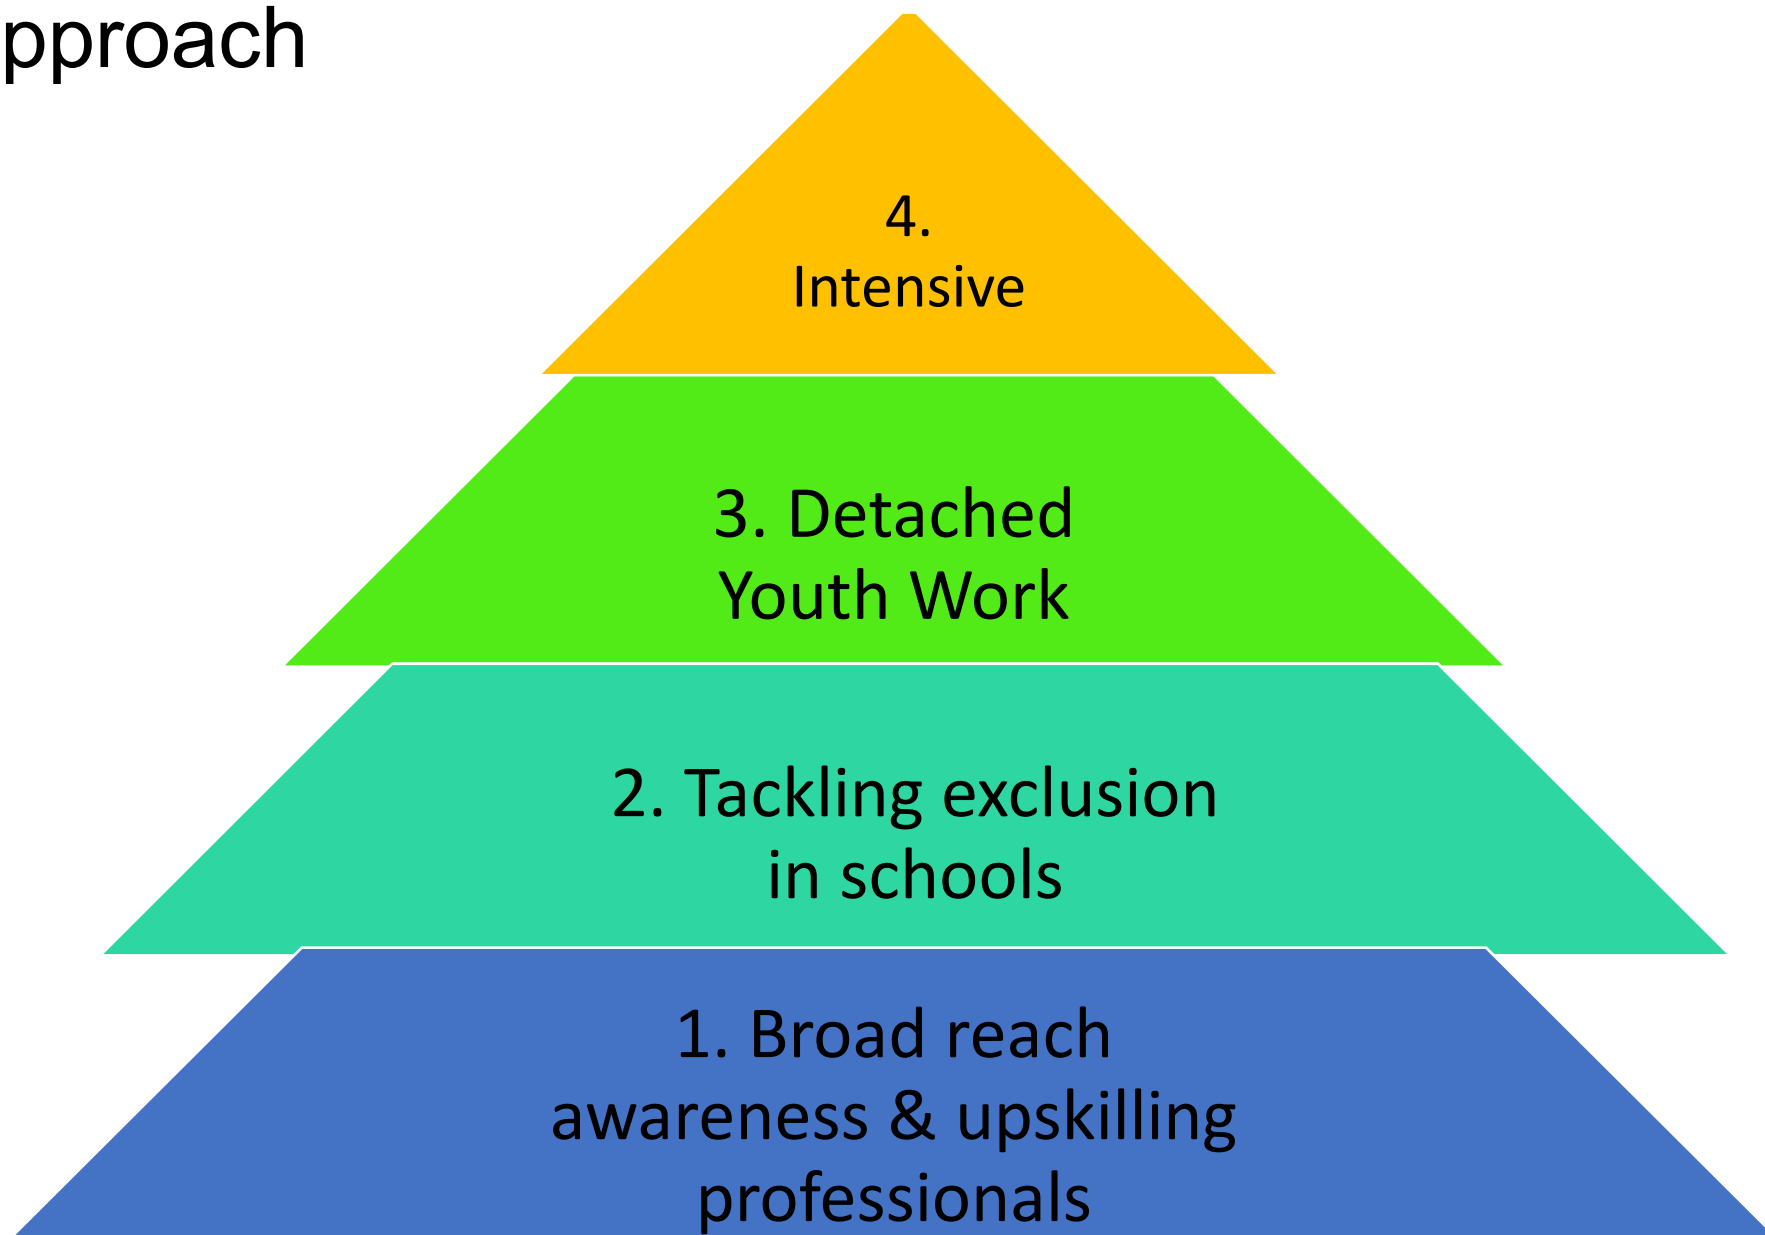 pproach
4.
Intensive
3. Detached
Youth Work
2. Tackling exclusion
in schools
1. Broad reach
awareness & upskilling
professionals